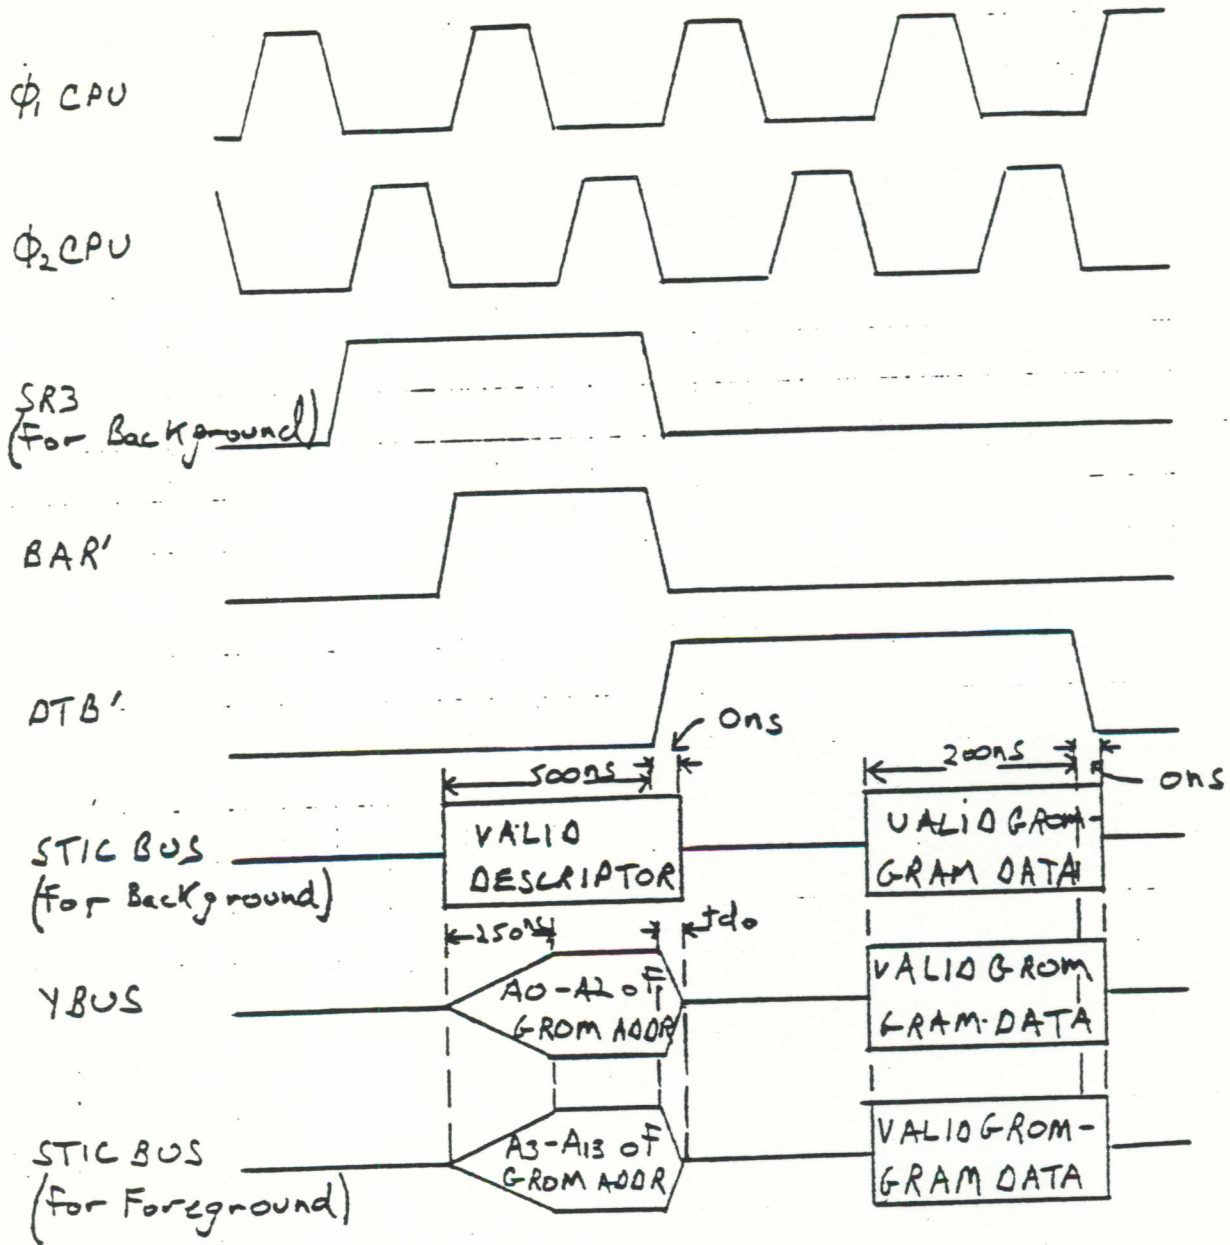 ϕ₁ CPU
ϕ₂ CPU
SR3
(For Background)
BAR'
DTB'
0ns
500ns
200ns
0ns
STIC BUS
(For Background)
VALID
DESCRIPTOR
VALID GROM-
GRAM DATA
250ns
tdo
YBUS
A0-A2 of
GROM ADDR
VALID GROM
GRAM-DATA
STIC BUS
(For Foreground)
A3-A13 of
GROM ADDR
VALID GROM-
GRAM DATA